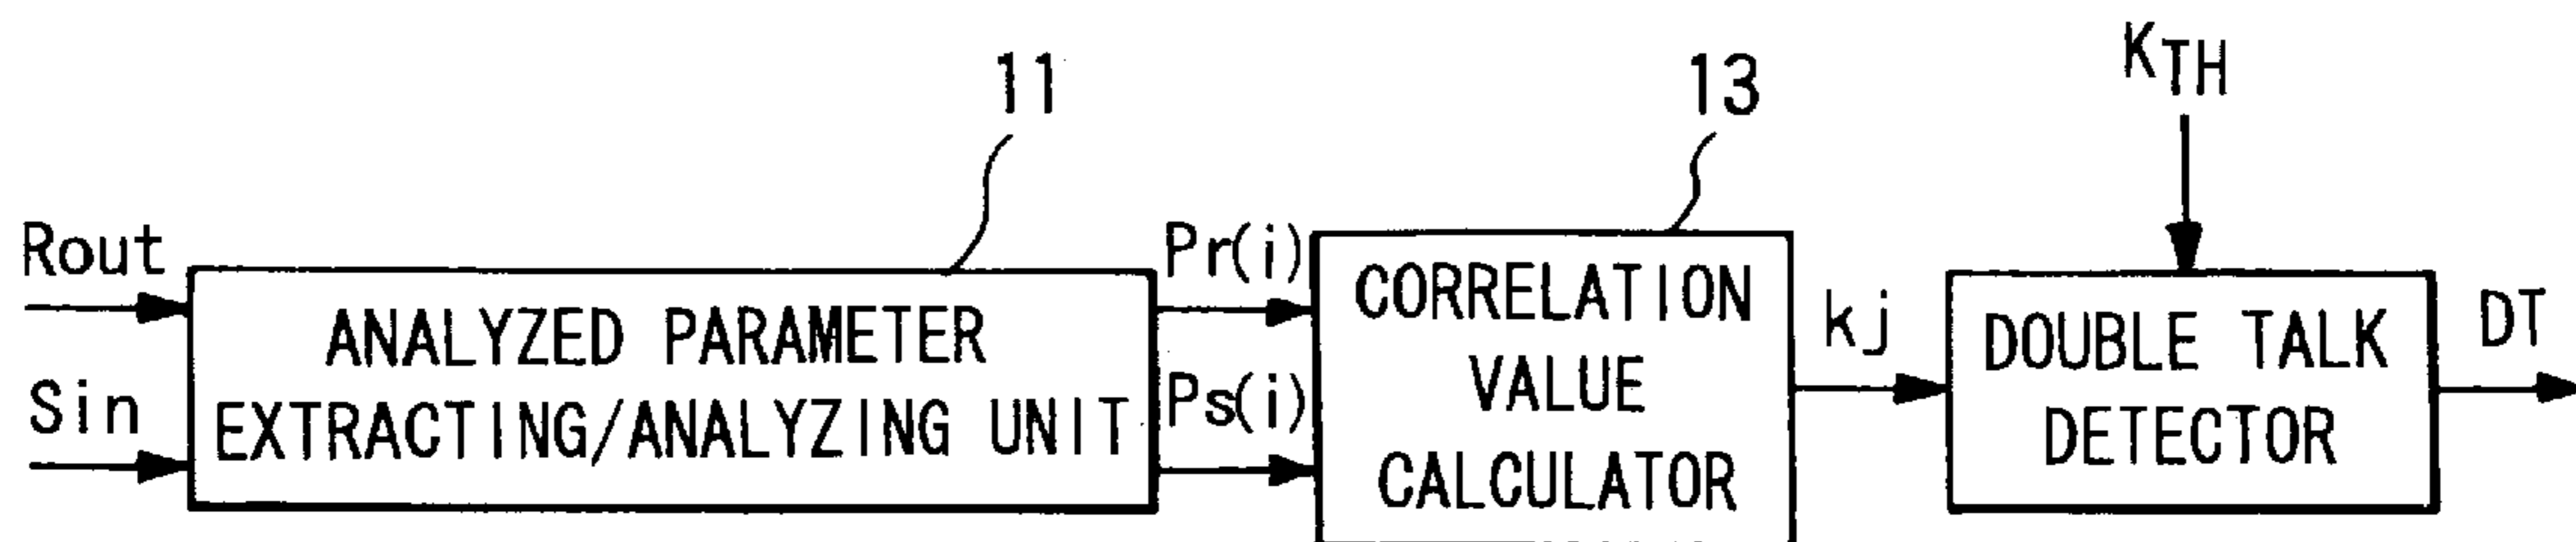 11
13
KTH
Rout
Sin
ANALYZED PARAMETER
EXTRACTING/ANALYZING UNIT
Pr(i)
Ps(i)
CORRELATION
VALUE
CALCULATOR
kj
DOUBLE TALK
DETECTOR
DT